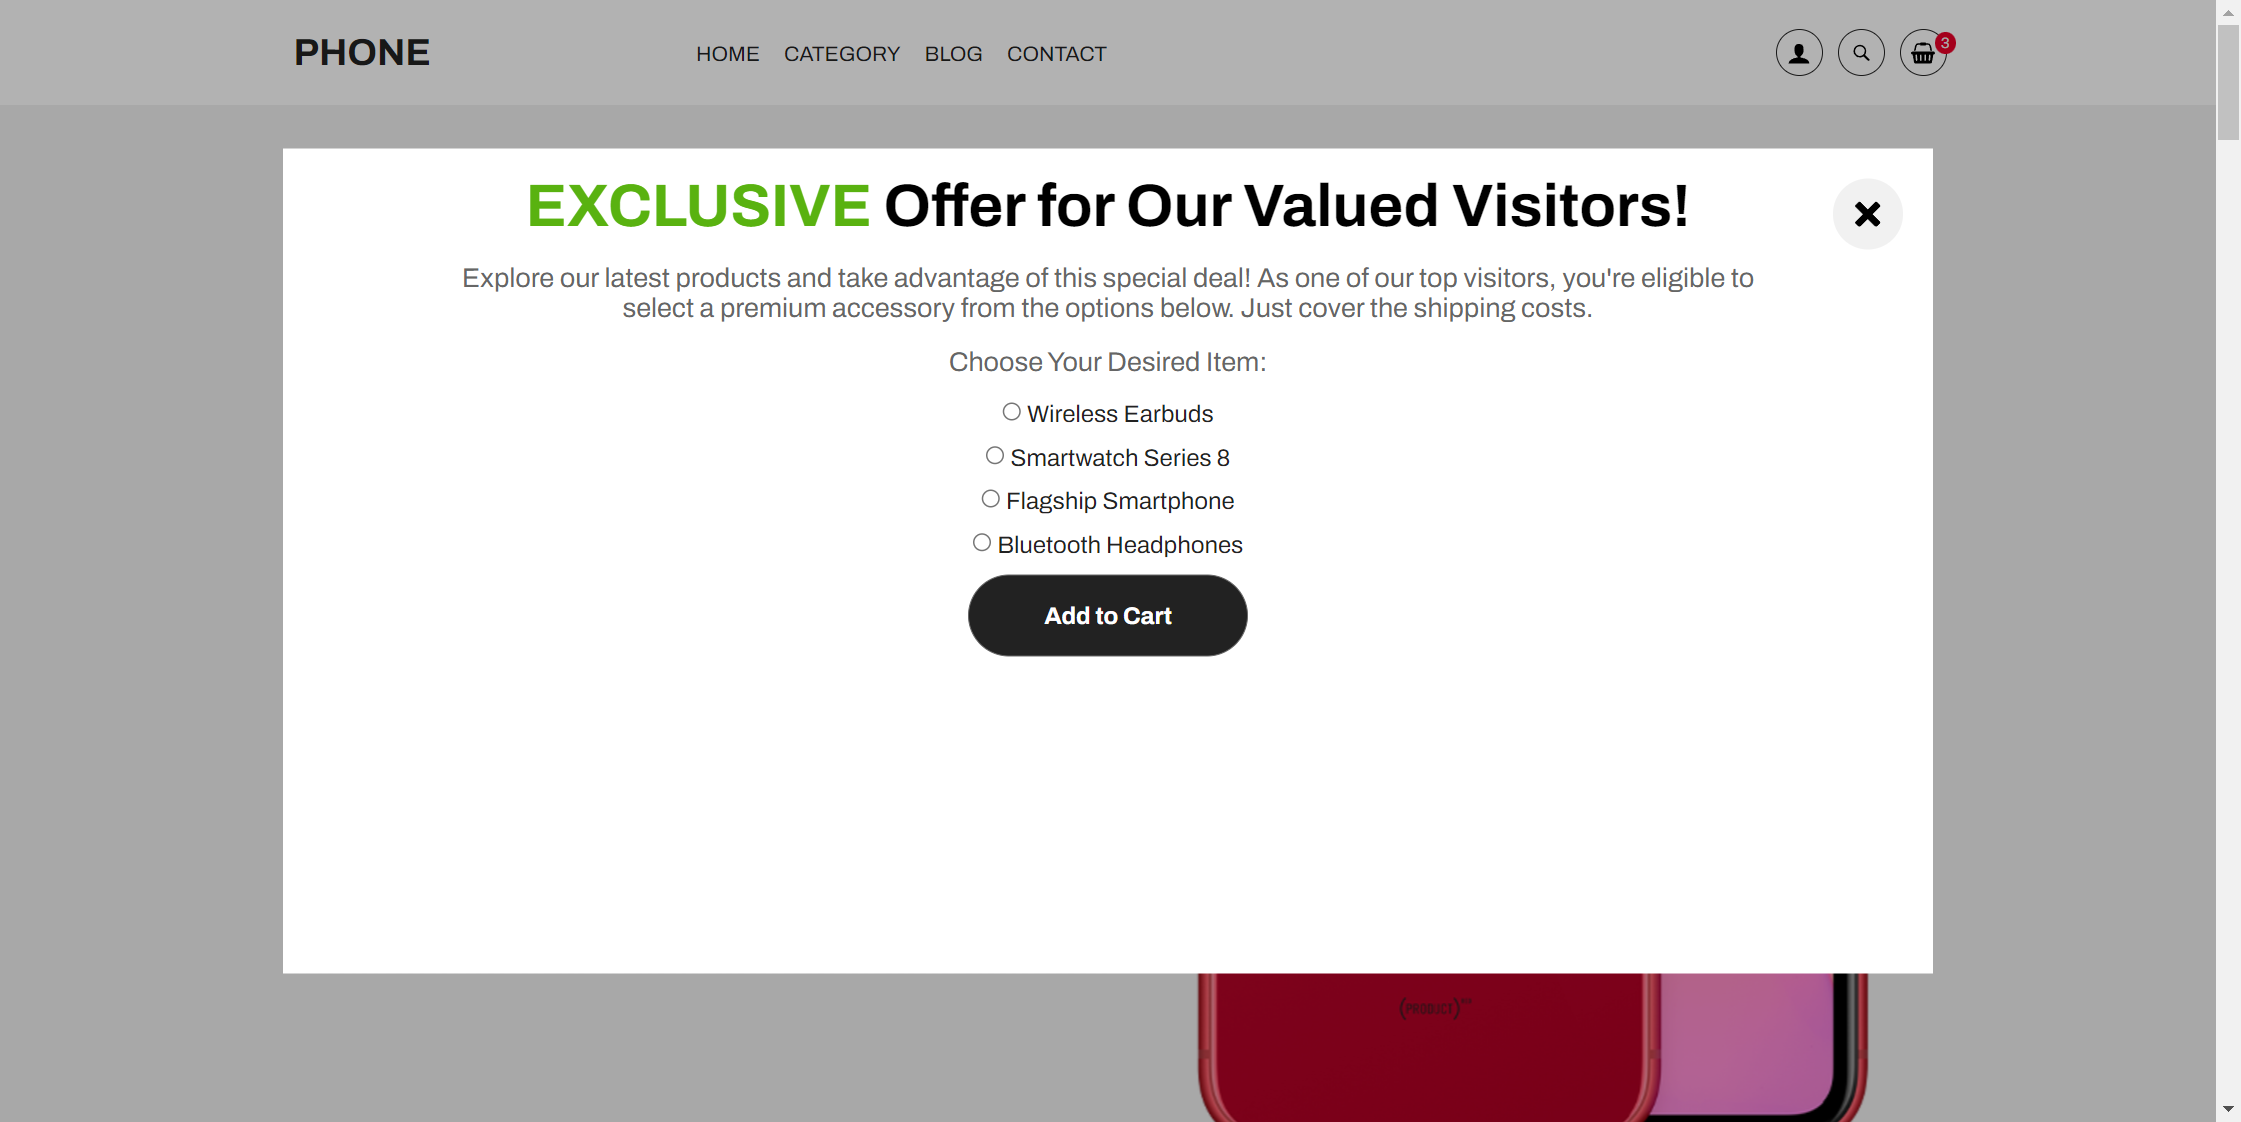 PHONE
HOME CATEGORY BLOG CONTACT
3
EXCLUSIVE Offer for Our Valued Visitors!
Explore our latest products and take advantage of this special deal! As one of our top visitors, you're eligible to
select a premium accessory from the options below. Just cover the shipping costs.
Choose Your Desired Item:
Wireless Earbuds
Smartwatch Series 8
Flagship Smartphone
Bluetooth Headphones
Add to Cart
(PRODUCT)